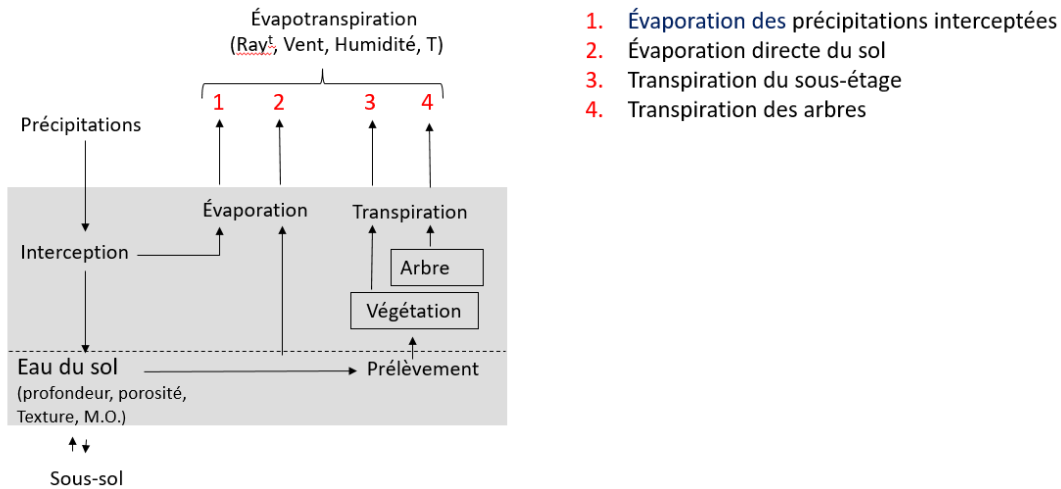 Évapotranspiration
(Rayᵗ, Vent, Humidité, T)
1 2 3 4
Précipitations
Évaporation
Transpiration
Interception
Arbre
Végétation
Eau du sol
(profondeur, porosité,
Texture, M.O.)
Prélèvement
Sous-sol
1. Évaporation des précipitations interceptées
2. Évaporation directe du sol
3. Transpiration du sous-étage
4. Transpiration des arbres